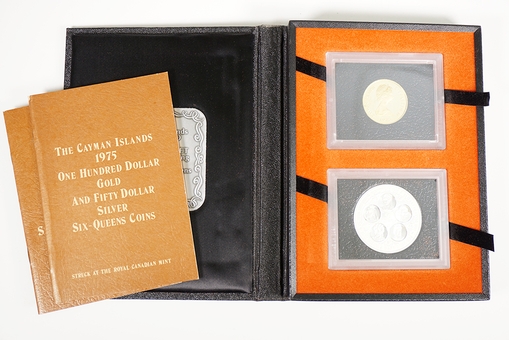 THE CAYMAN ISLANDS
1975
ONE HUNDRED DOLLAR
GOLD
AND FIFTY DOLLAR
SILVER
SIX-QUEENS COINS
STRUCK AT THE ROYAL CANADIAN MINT
S